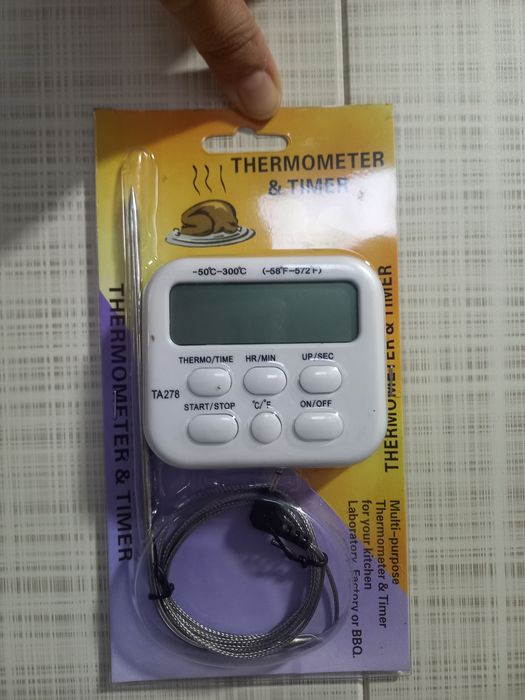 THERMOMETER
& TIMER
-50°C-300°C (-58°F-572°F)
THERMO/TIME HR/MIN UP/SEC
TA278
START/STOP °C/°F ON/OFF
THERMOMETER & TIMER
THERMOMETER & TIMER
Multi-purpose
Thermometer & Timer
for your kitchen
Laboratory, Factory or BBQ.